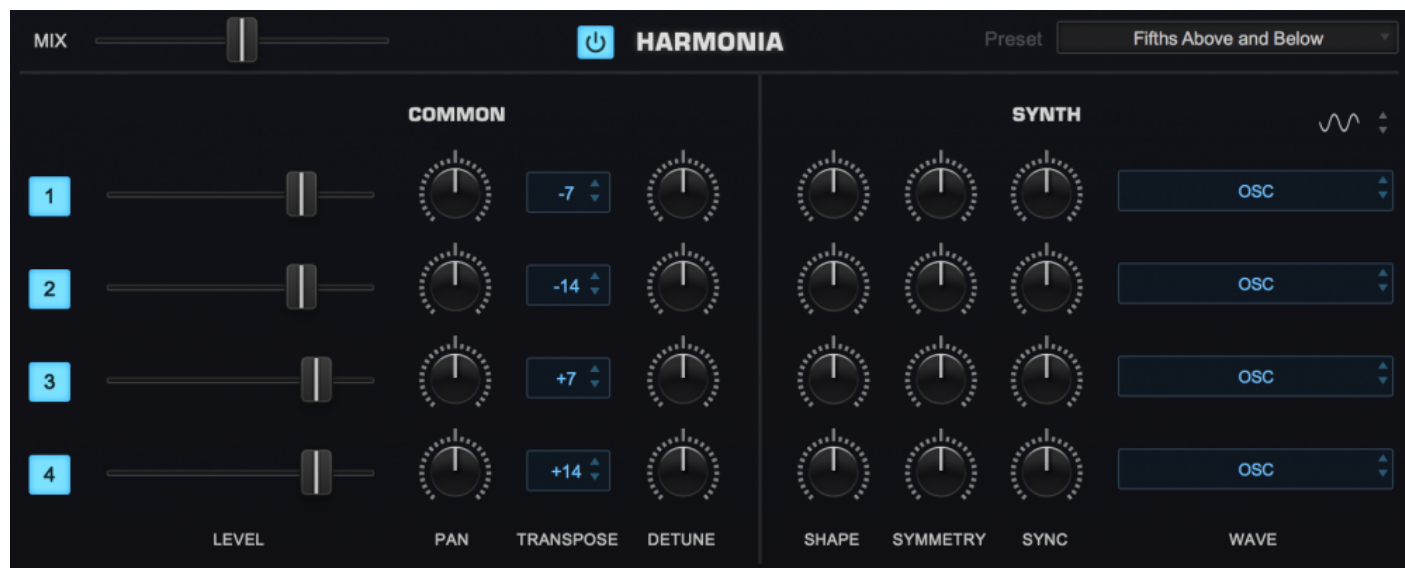 MIX HARMONIA Preset Fifths Above and Below
COMMON SYNTH
1 -7 OSC
2 -14 OSC
3 +7 OSC
4 +14 OSC
LEVEL PAN TRANSPOSE DETUNE SHAPE SYMMETRY SYNC WAVE